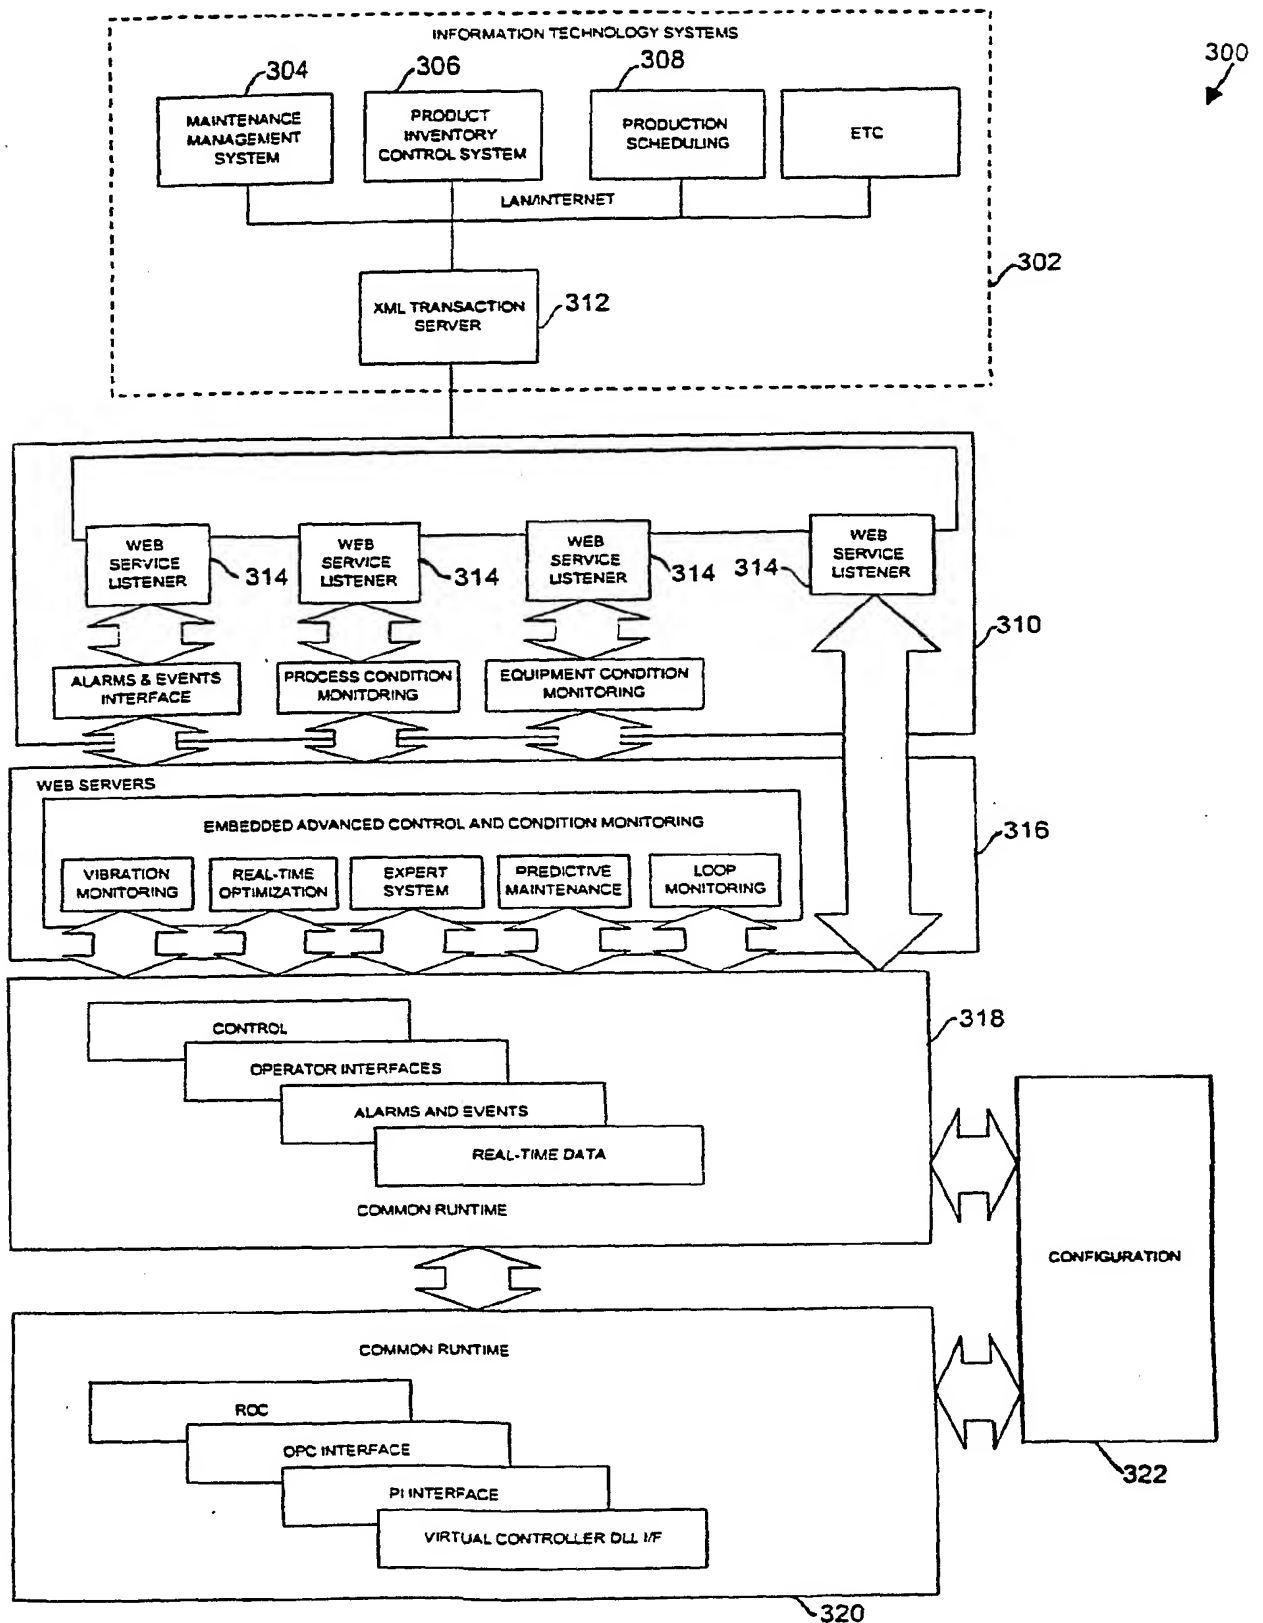 INFORMATION TECHNOLOGY SYSTEMS
300
304
306
308
MAINTENANCE
MANAGEMENT
SYSTEM
PRODUCT
INVENTORY
CONTROL SYSTEM
PRODUCTION
SCHEDULING
ETC
LAN/INTERNET
302
XML TRANSACTION
SERVER
312
WEB
SERVICE
LISTENER
314
WEB
SERVICE
LISTENER
314
WEB
SERVICE
LISTENER
314
314
WEB
SERVICE
LISTENER
310
ALARMS & EVENTS
INTERFACE
PROCESS CONDITION
MONITORING
EQUIPMENT CONDITION
MONITORING
WEB SERVERS
EMBEDDED ADVANCED CONTROL AND CONDITION MONITORING
316
VIBRATION
MONITORING
REAL-TIME
OPTIMIZATION
EXPERT
SYSTEM
PREDICTIVE
MAINTENANCE
LOOP
MONITORING
318
CONTROL
OPERATOR INTERFACES
ALARMS AND EVENTS
REAL-TIME DATA
COMMON RUNTIME
CONFIGURATION
COMMON RUNTIME
ROC
OPC INTERFACE
PI INTERFACE
VIRTUAL CONTROLLER DLL I/F
322
320